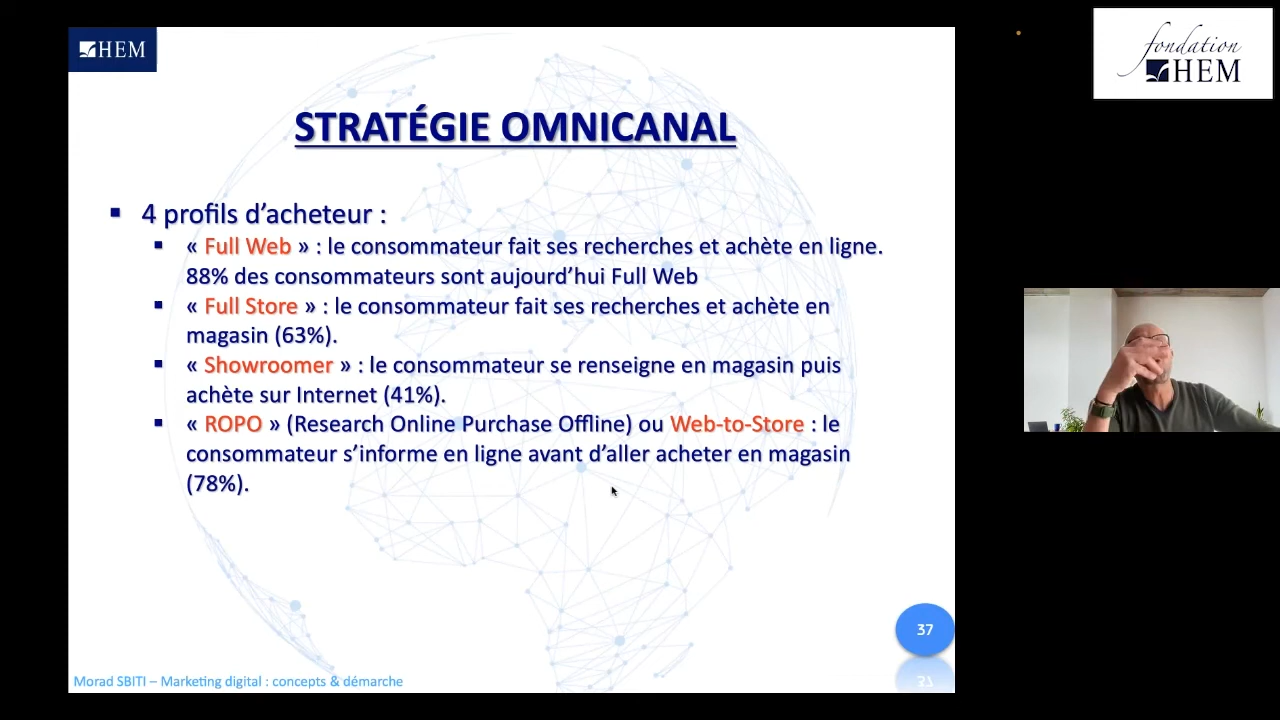 HEM
fondation
HEM
STRATÉGIE OMNICANAL
▪ 4 profils d’acheteur :
▪ « Full Web » : le consommateur fait ses recherches et achète en ligne.
88% des consommateurs sont aujourd’hui Full Web
▪ « Full Store » : le consommateur fait ses recherches et achète en
magasin (63%).
▪ « Showroomer » : le consommateur se renseigne en magasin puis
achète sur Internet (41%).
▪ « ROPO » (Research Online Purchase Offline) ou Web-to-Store : le
consommateur s’informe en ligne avant d’aller acheter en magasin
(78%).
37
Morad SBITI – Marketing digital : concepts & démarche